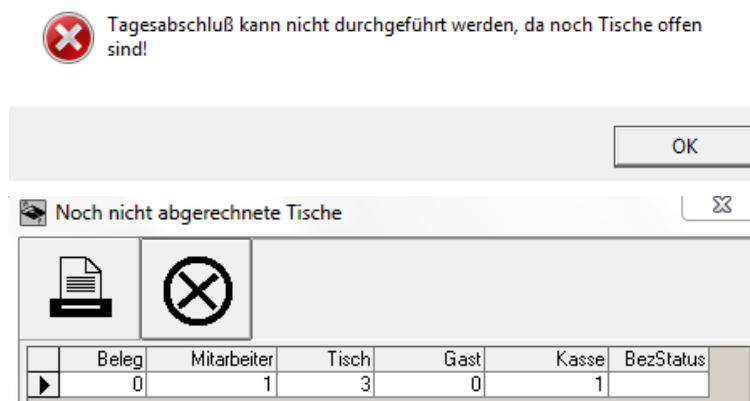 Tagesabschluß kann nicht durchgeführt werden, da noch Tische offen
sind!
OK
Noch nicht abgerechnete Tische
Beleg Mitarbeiter Tisch Gast Kasse BezStatus
0 1 3 0 1